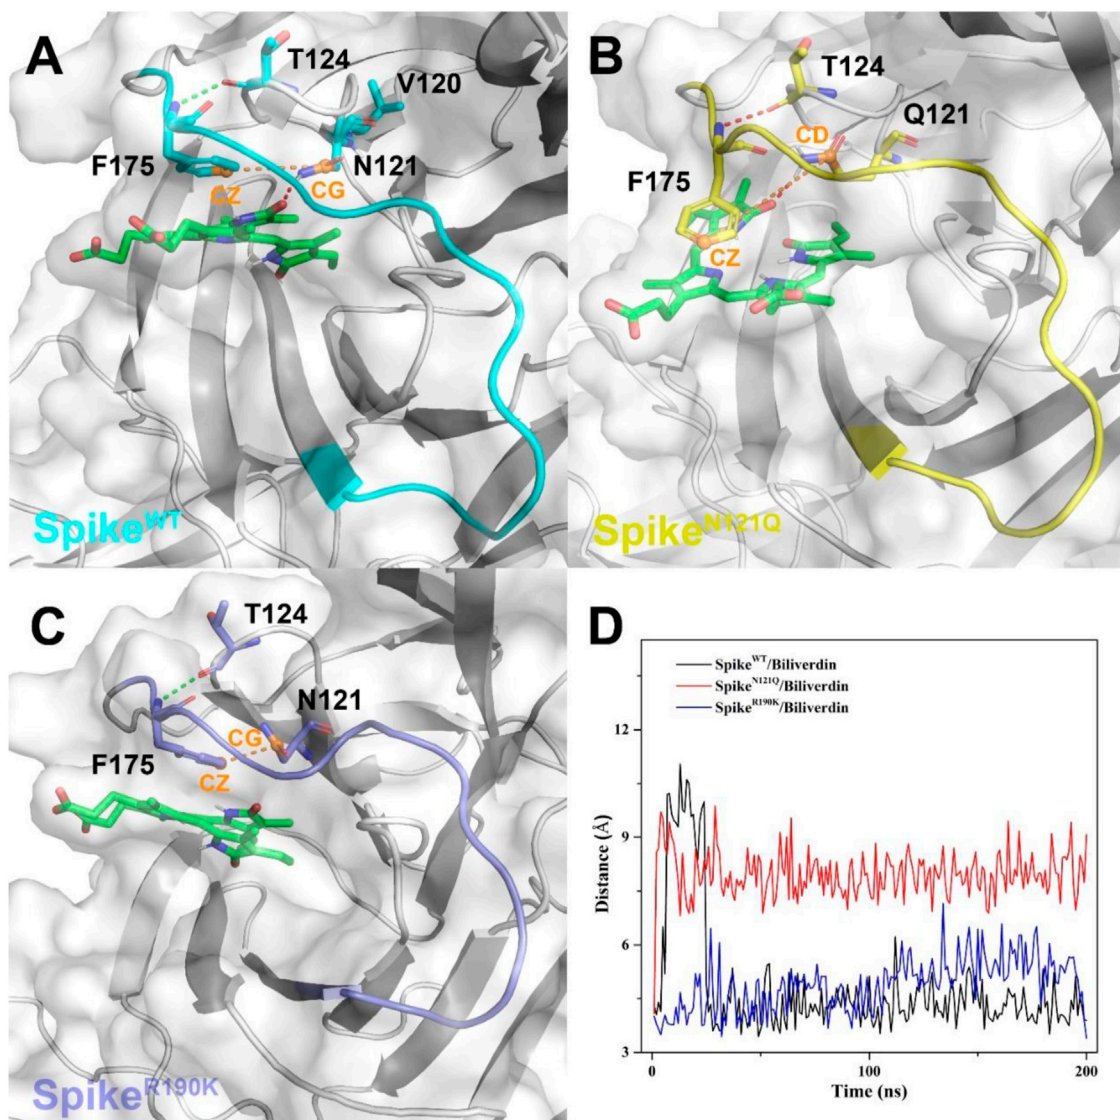 A
T124
V120
F175
N121
CZ
CG
Spike^WT
B
T124
Q121
CD
F175
CZ
Spike^N121Q
C
T124
N121
CG
F175
CZ
Spike^R190K
D
Spike^WT/Biliverdin
Spike^N121Q/Biliverdin
Spike^R190K/Biliverdin
12
9
6
3
Distance (Å)
0
100
200
Time (ns)